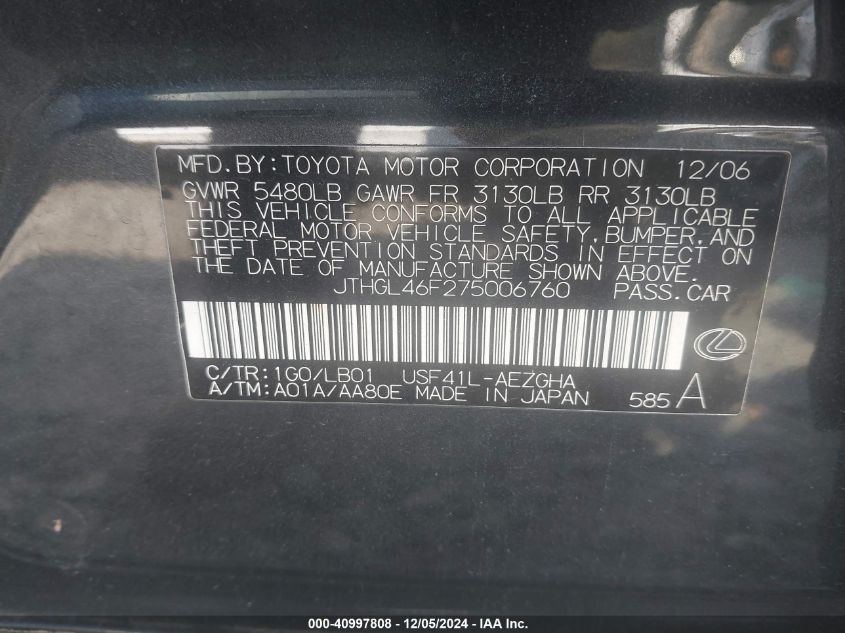 MFD.BY:TOYOTA MOTOR CORPORATION 12/06
GVWR 5480LB GAWR FR 3130LB RR 3130LB
THIS VEHICLE CONFORMS TO ALL APPLICABLE
FEDERAL MOTOR VEHICLE SAFETY,BUMPER,AND
THEFT PREVENTION STANDARDS IN EFFECT ON
THE DATE OF MANUFACTURE SHOWN ABOVE.
JTHGL46F275006760 PASS.CAR
C/TR:1G0/LB01 USF41L-AEZGHA
A/TM:A01A/AA80E MADE IN JAPAN 585 A
000-40997808 - 12/05/2024 - IAA Inc.